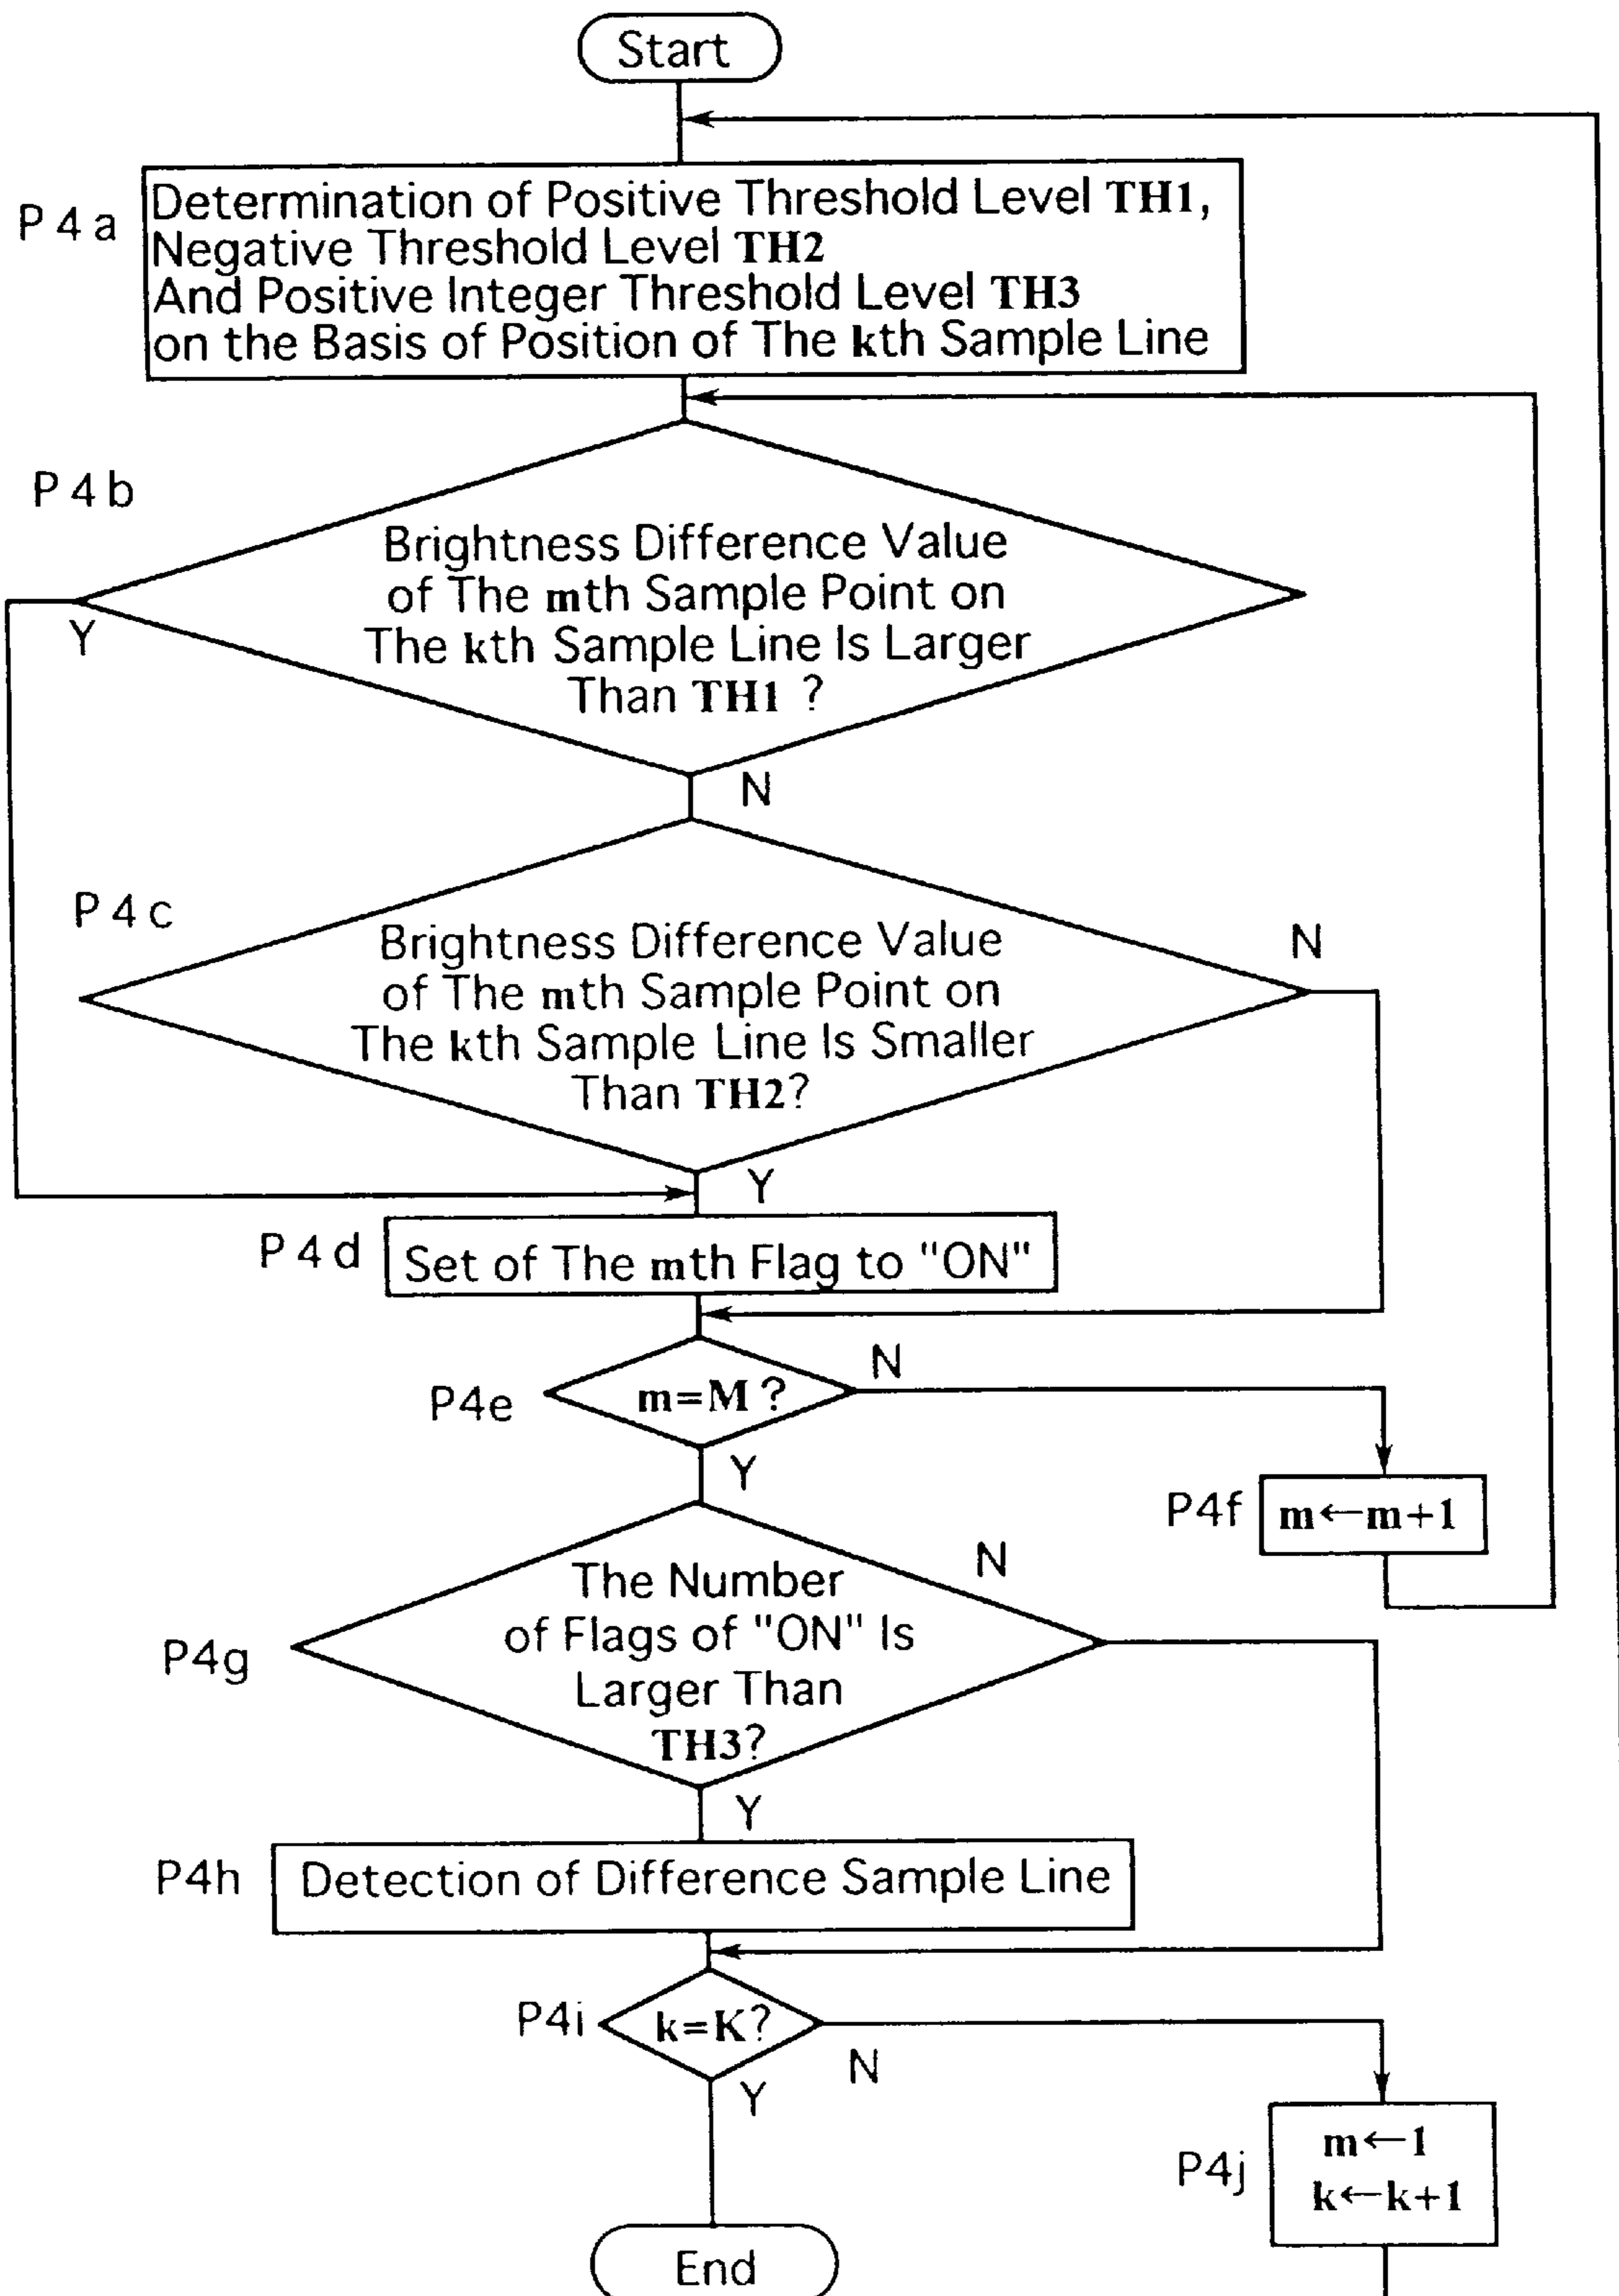 Start
P4a
Determination of Positive Threshold Level TH1,
Negative Threshold Level TH2
And Positive Integer Threshold Level TH3
on the Basis of Position of The kth Sample Line
P4b
Brightness Difference Value
of The mth Sample Point on
The kth Sample Line Is Larger
Than TH1 ?
Y
N
P4c
Brightness Difference Value
of The mth Sample Point on
The kth Sample Line Is Smaller
Than TH2?
N
Y
P4d
Set of The mth Flag to "ON"
P4e
m=M?
N
Y
P4f
m←m+1
P4g
The Number
of Flags of "ON" Is
Larger Than
TH3?
N
Y
P4h
Detection of Difference Sample Line
P4i
k=K?
N
Y
P4j
m←1
k←k+1
End